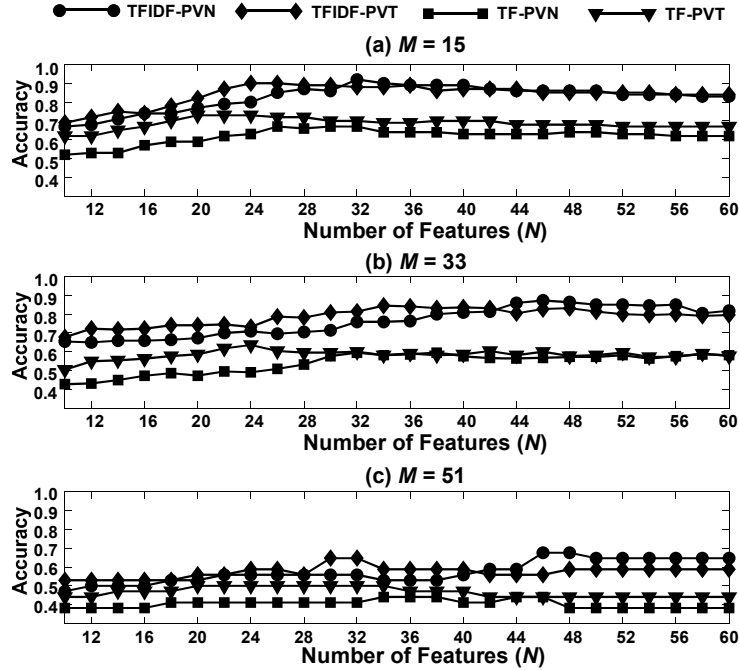 TFIDF-PVN TFIDF-PVT TF-PVN TF-PVT
(a) M = 15
Accuracy
1.0
0.9
0.8
0.7
0.6
0.5
0.4
12 16 20 24 28 32 36 40 44 48 52 56 60
Number of Features (N)
(b) M = 33
Accuracy
1.0
0.9
0.8
0.7
0.6
0.5
0.4
12 16 20 24 28 32 36 40 44 48 52 56 60
Number of Features (N)
(c) M = 51
Accuracy
1.0
0.9
0.8
0.7
0.6
0.5
0.4
12 16 20 24 28 32 36 40 44 48 52 56 60
Number of Features (N)